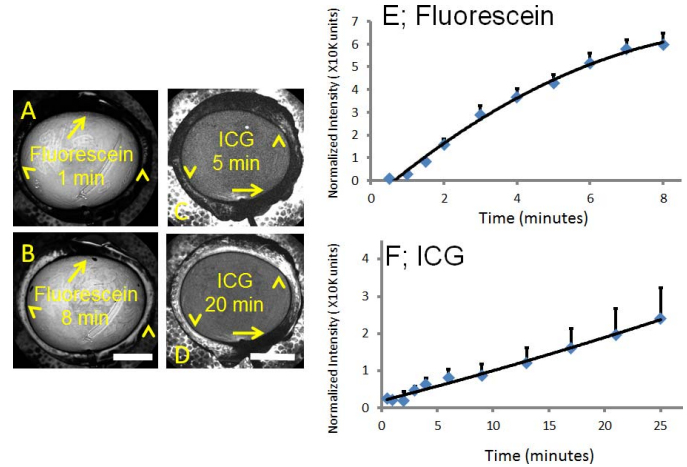 A
Fluorescein
1 min
B
Fluorescein
8 min
ICG
5 min
C
ICG
20 min
D
E; Fluorescein
Normalized Intensity ( X10K units)
7
6
5
4
3
2
1
0
0 2 4 6 8
Time (minutes)
F; ICG
Normalized Intensity (X10K units)
4
3
2
1
0
0 5 10 15 20 25
Time (minutes)